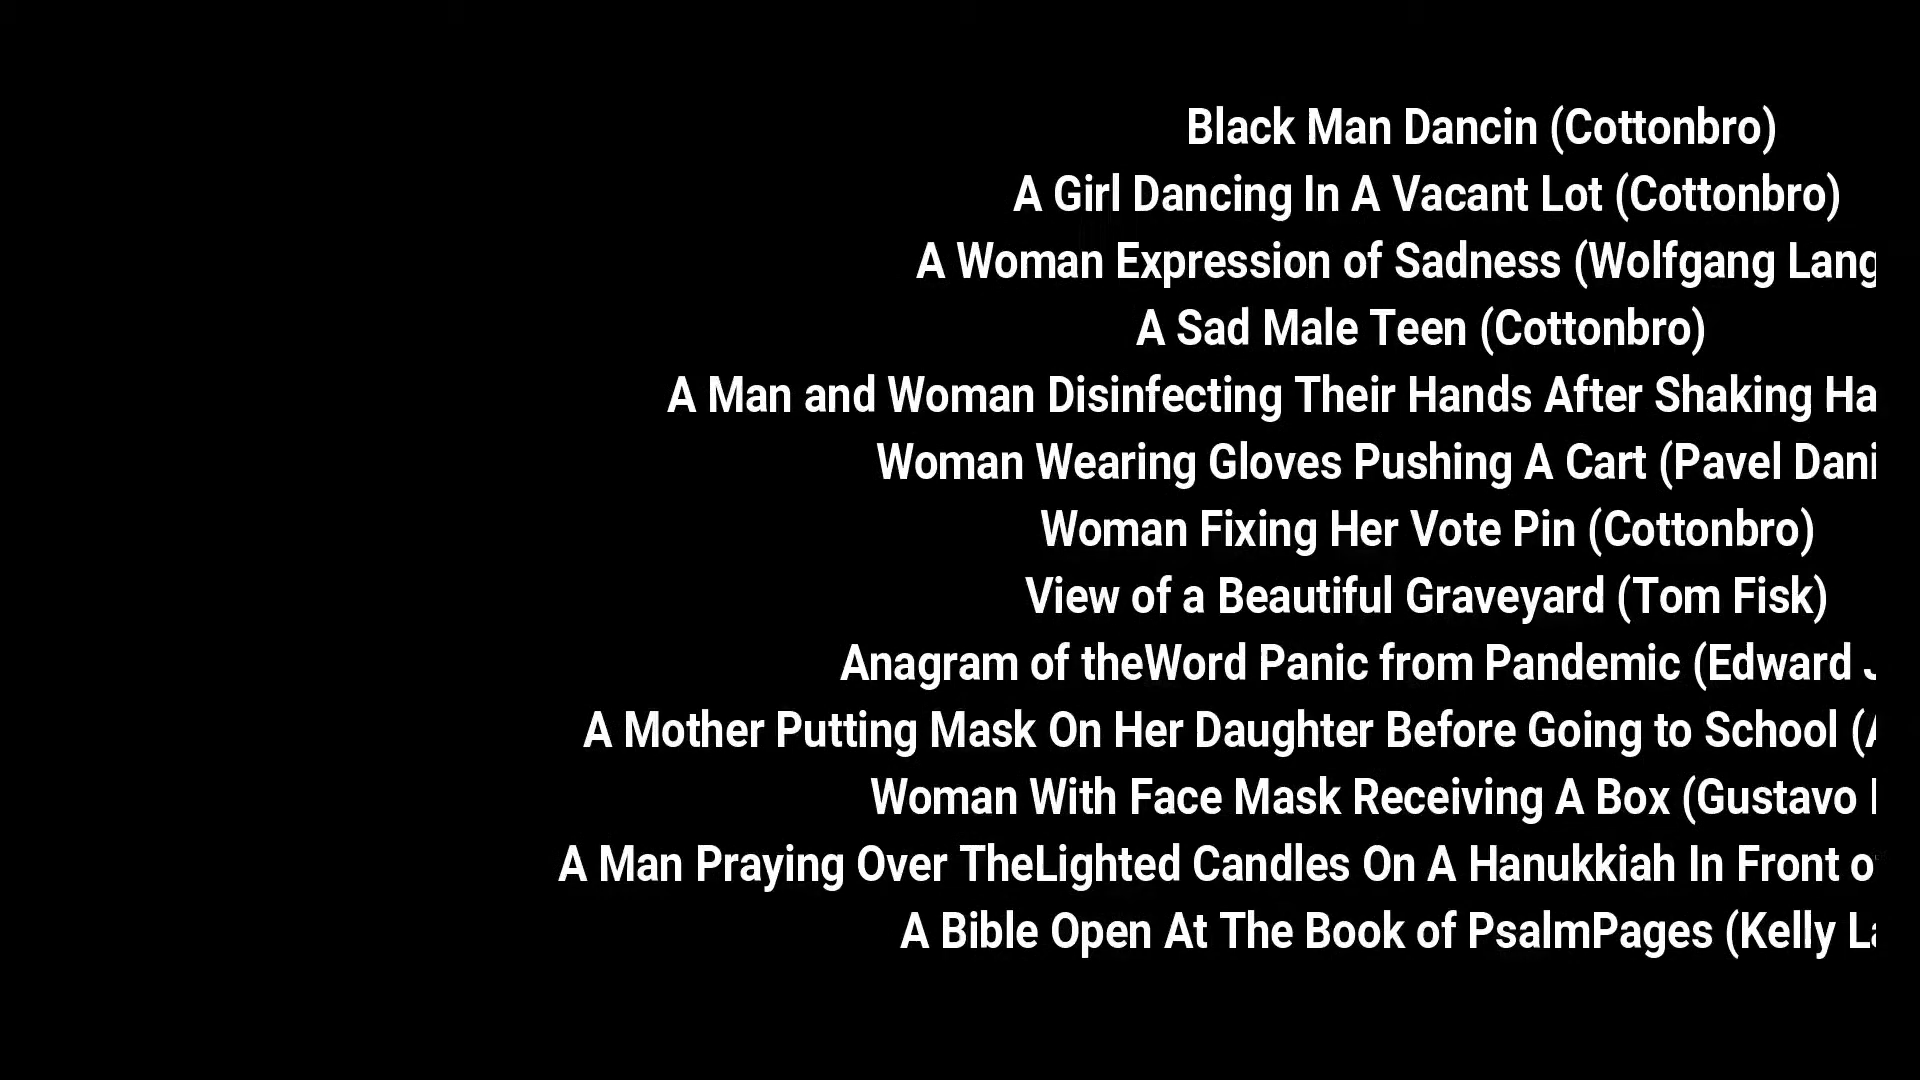 Black Man Dancin (Cottonbro)
A Girl Dancing In A Vacant Lot (Cottonbro)
A Woman Expression of Sadness (Wolfgang Lang
A Sad Male Teen (Cottonbro)
A Man and Woman Disinfecting Their Hands After Shaking Ha
Woman Wearing Gloves Pushing A Cart (Pavel Dani
Woman Fixing Her Vote Pin (Cottonbro)
View of a Beautiful Graveyard (Tom Fisk)
Anagram of theWord Panic from Pandemic (Edward
A Mother Putting Mask On Her Daughter Before Going to School (
Woman With Face Mask Receiving A Box (Gustavo
A Man Praying Over TheLighted Candles On A Hanukkiah In Front o
A Bible Open At The Book of PsalmPages (Kelly La